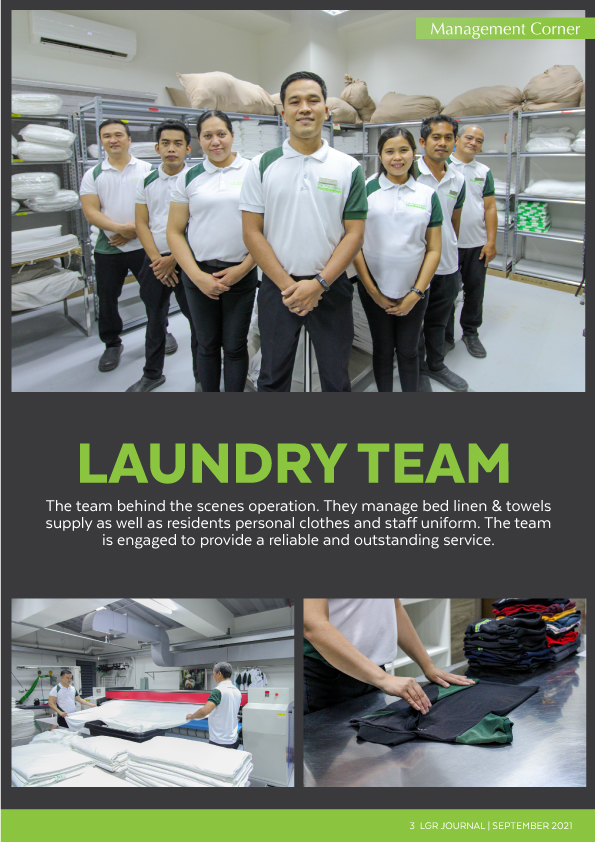 Management Corner
LAUNDRY TEAM
The team behind the scenes operation. They manage bed linen & towels
supply as well as residents personal clothes and staff uniform. The team
is engaged to provide a reliable and outstanding service.
3 LGR JOURNAL | SEPTEMBER 2021